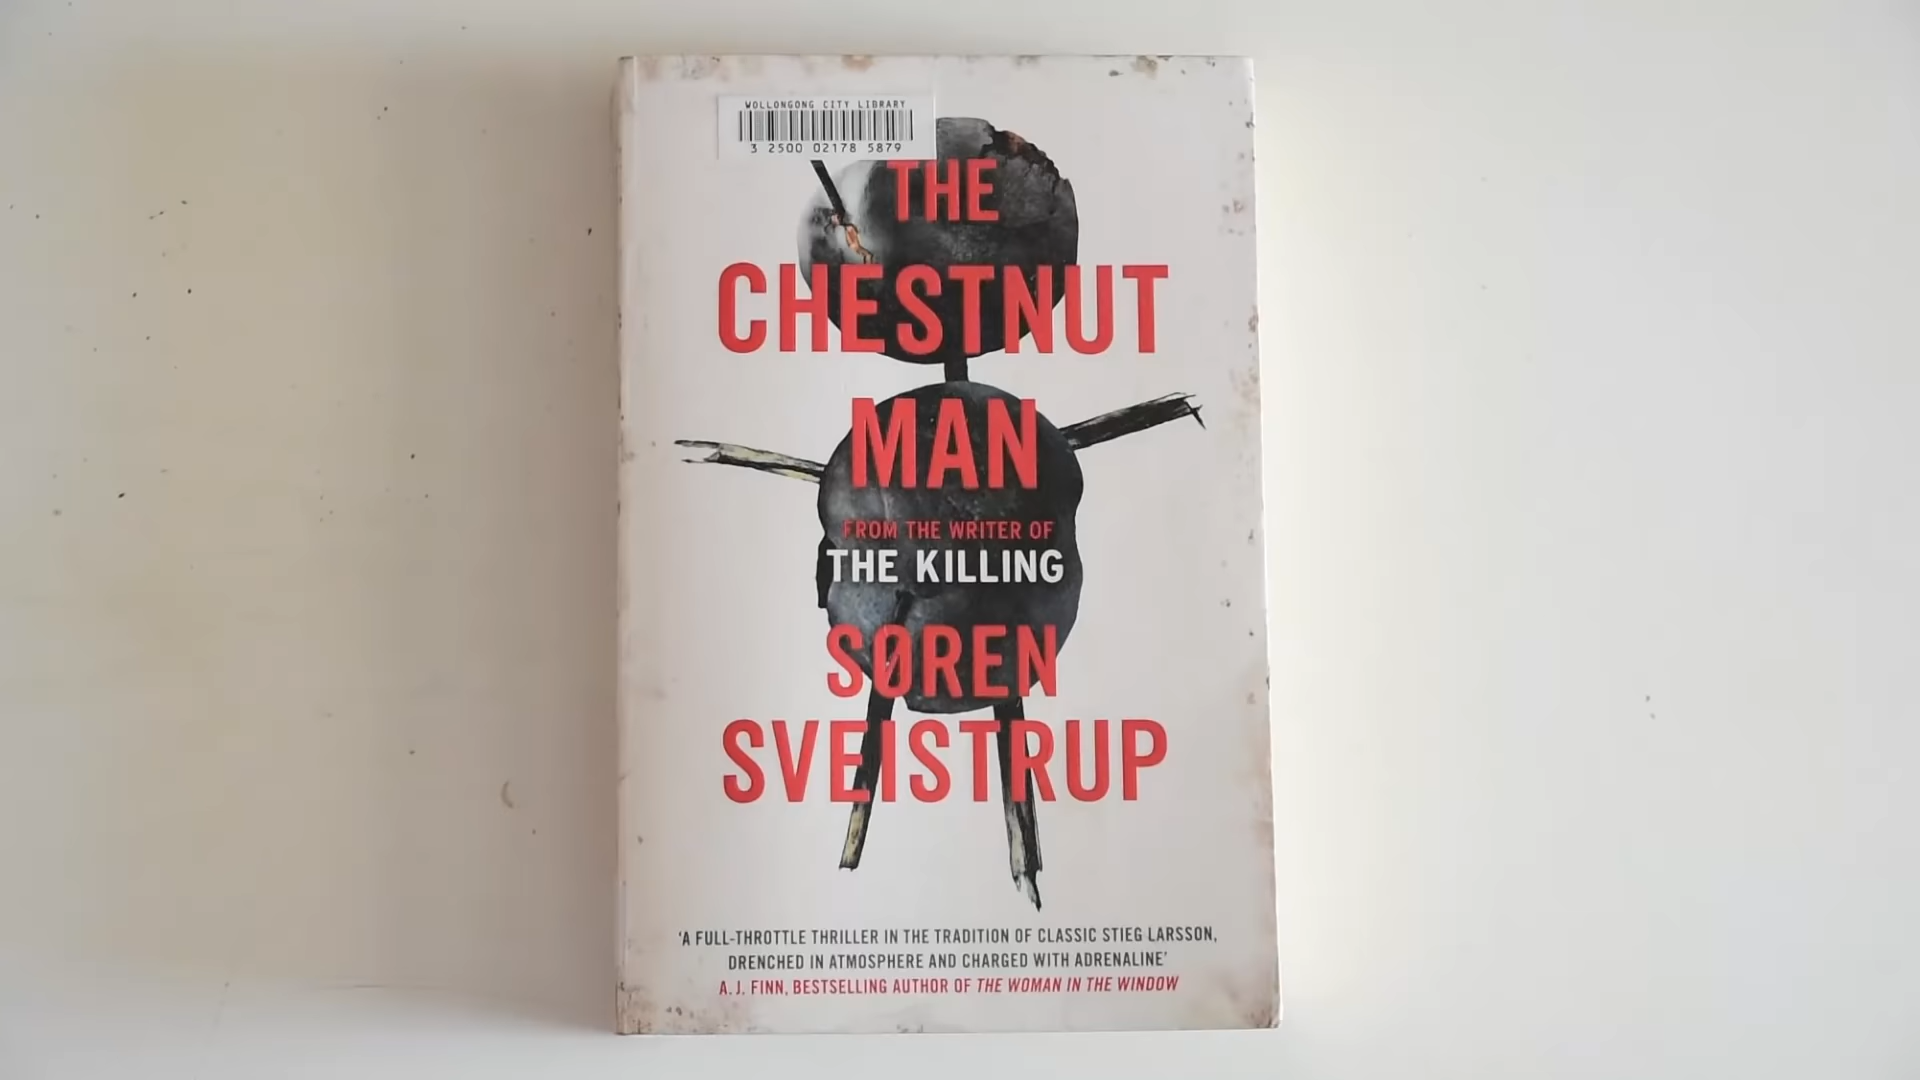 WOLLONGONG CITY LIBRARY
3 2500 02178 5879
THE
CHESTNUT
MAN
FROM THE WRITER OF
THE KILLING
SØREN
SVEISTRUP
‘A FULL-THROTTLE THRILLER IN THE TRADITION OF CLASSIC STIEG LARSSON,
DRENCHED IN ATMOSPHERE AND CHARGED WITH ADRENALINE’
A. J. FINN, BESTSELLING AUTHOR OF THE WOMAN IN THE WINDOW